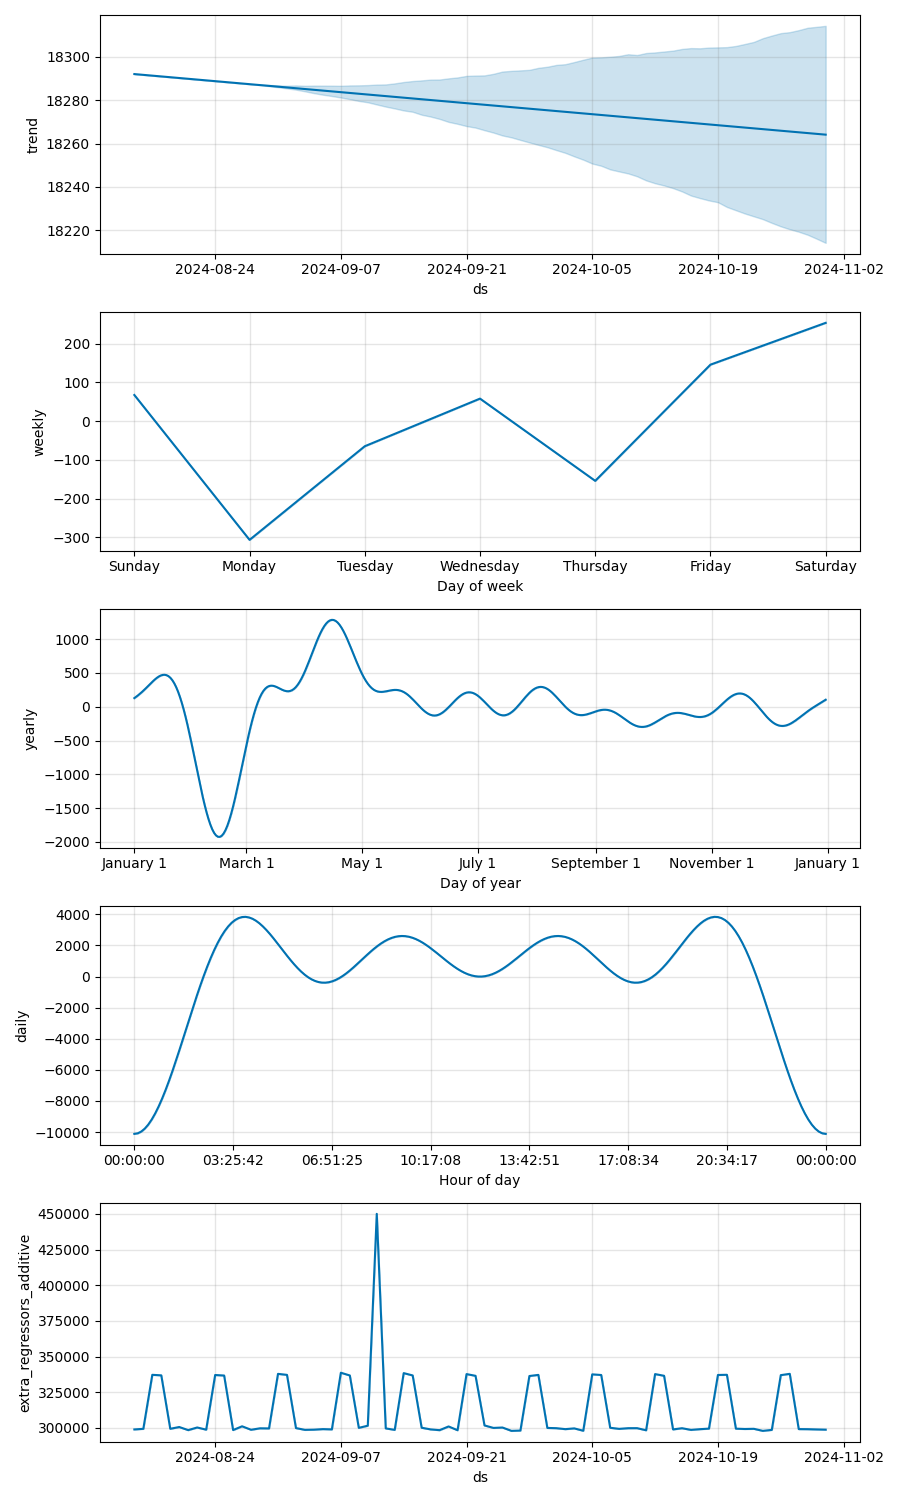 trend
18300
18280
18260
18240
18220
2024-08-24 2024-09-07 2024-09-21 2024-10-05 2024-10-19 2024-11-02
ds
weekly
200
100
0
−100
−200
−300
Sunday Monday Tuesday Wednesday Thursday Friday Saturday
Day of week
yearly
1000
500
0
−500
−1000
−1500
−2000
January 1 March 1 May 1 July 1 September 1 November 1 January 1
Day of year
daily
4000
2000
0
−2000
−4000
−6000
−8000
−10000
00:00:00 03:25:42 06:51:25 10:17:08 13:42:51 17:08:34 20:34:17 00:00:00
Hour of day
extra_regressors_additive
450000
425000
400000
375000
350000
325000
300000
2024-08-24 2024-09-07 2024-09-21 2024-10-05 2024-10-19 2024-11-02
ds